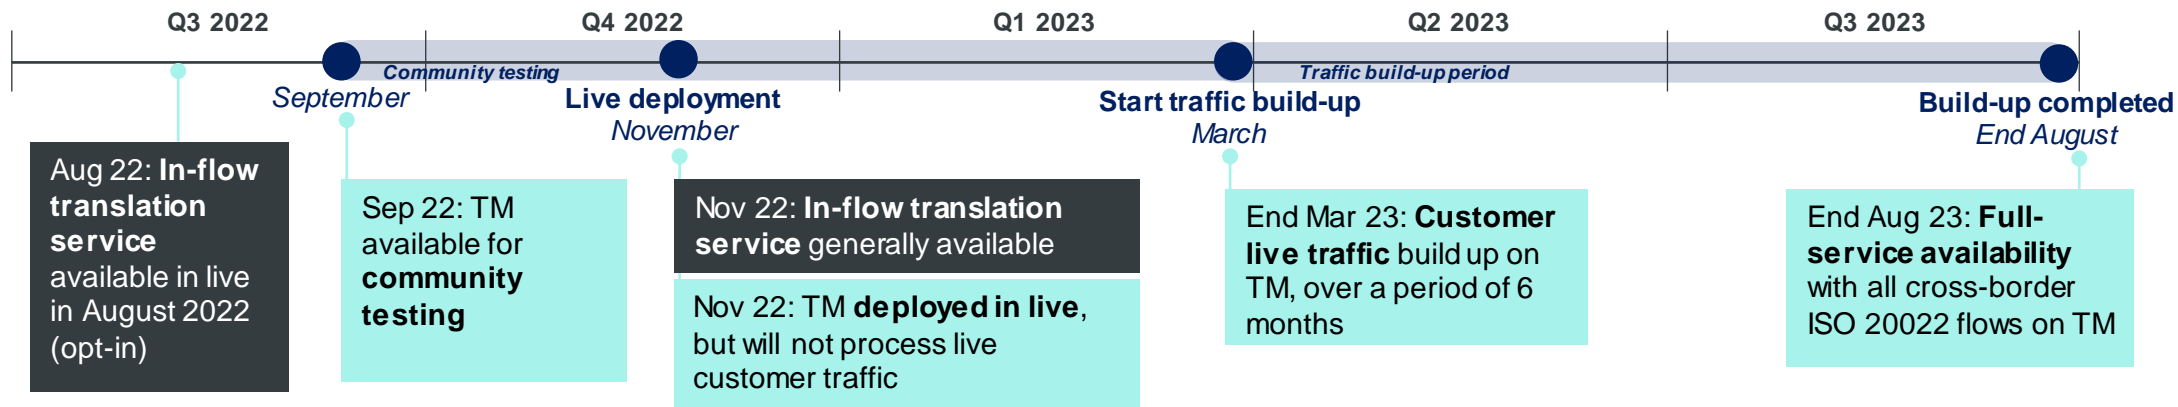 Q3 2022
Q4 2022
Q1 2023
Q2 2023
Q3 2023
Community testing
Traffic build-up period
September
Live deployment
November
Start traffic build-up
March
Build-up completed
End August
Aug 22: In-flow
translation
service
available in live
in August 2022
(opt-in)
Sep 22: TM
available for
community
testing
Nov 22: In-flow translation
service generally available
Nov 22: TM deployed in live,
but will not process live
customer traffic
End Mar 23: Customer
live traffic build up on
TM, over a period of 6
months
End Aug 23: Full-
service availability
with all cross-border
ISO 20022 flows on TM